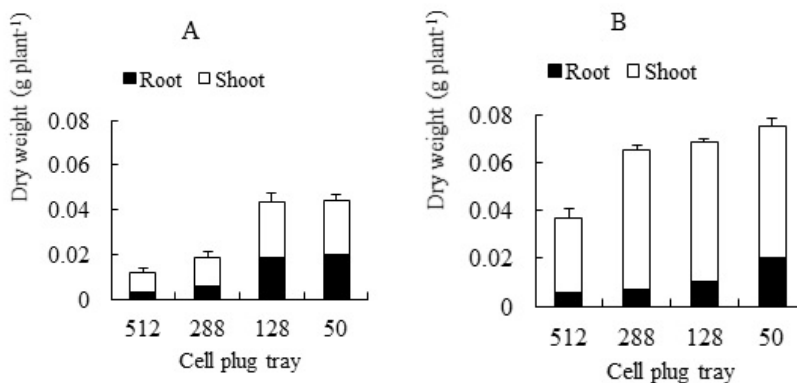 A
■Root □Shoot
Dry weight (g plant⁻¹)
0.08
0.06
0.04
0.02
0
512 288 128 50
Cell plug tray
B
■Root □Shoot
Dry weight (g plant⁻¹)
0.08
0.06
0.04
0.02
0
512 288 128 50
Cell plug tray